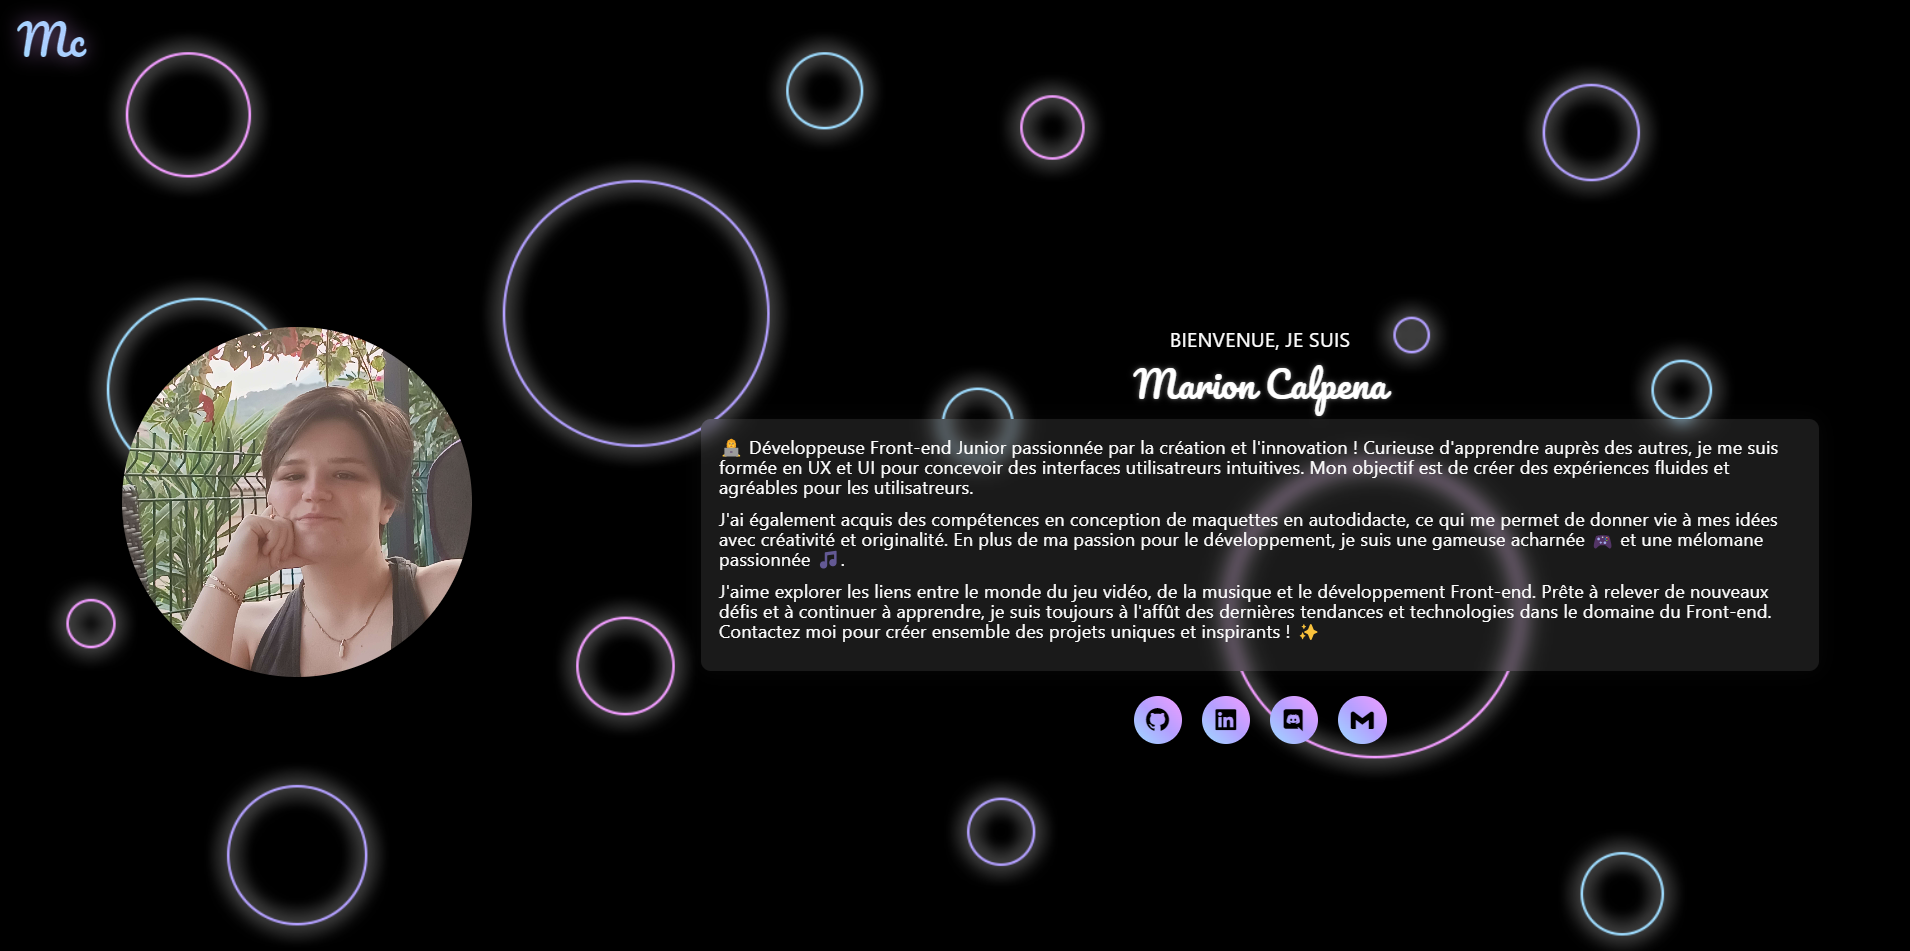 Mc
BIENVENUE, JE SUIS
Marion Calpena
🧑‍💻 Développeuse Front-end Junior passionnée par la création et l'innovation ! Curieuse d'apprendre auprès des autres, je me suis
formée en UX et UI pour concevoir des interfaces utilisateurs intuitives. Mon objectif est de créer des expériences fluides et
agréables pour les utilisateurs.
J'ai également acquis des compétences en conception de maquettes en autodidacte, ce qui me permet de donner vie à mes idées
avec créativité et originalité. En plus de ma passion pour le développement, je suis une gameuse acharnée 🎮 et une mélomane
passionnée 🎵.
J'aime explorer les liens entre le monde du jeu vidéo, de la musique et le développement Front-end. Prête à relever de nouveaux
défis et à continuer à apprendre, je suis toujours à l'affût des dernières tendances et technologies dans le domaine du Front-end.
Contactez moi pour créer ensemble des projets uniques et inspirants ! ✨